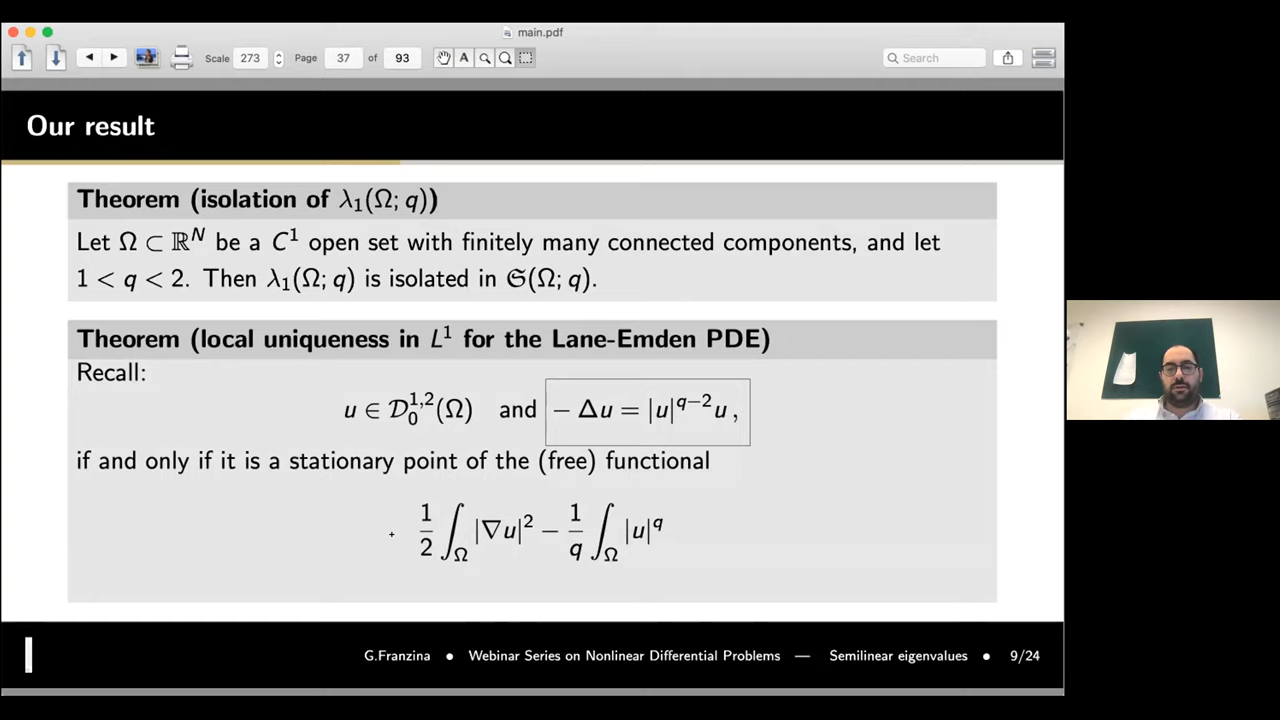 main.pdf
Scale 273 Page 37 of 93 A Search
Our result
Theorem (isolation of λ₁(Ω; q))
Let Ω ⊂ ℝᴺ be a C¹ open set with finitely many connected components, and let
1 < q < 2. Then λ₁(Ω; q) is isolated in 𝔖(Ω; q).
Theorem (local uniqueness in L¹ for the Lane-Emden PDE)
Recall:
u ∈ 𝒟₀^{1,2}(Ω) and − Δu = |u|^{q−2}u ,
if and only if it is a stationary point of the (free) functional
1/2 ∫_Ω |∇u|² − 1/q ∫_Ω |u|^q
G.Franzina • Webinar Series on Nonlinear Differential Problems — Semilinear eigenvalues • 9/24